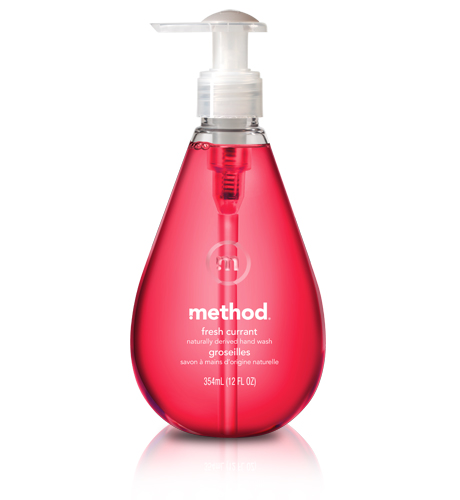 m
method.
fresh currant
naturally derived hand wash
groseilles
savon à mains d'origine naturelle
354mL (12 FL OZ)